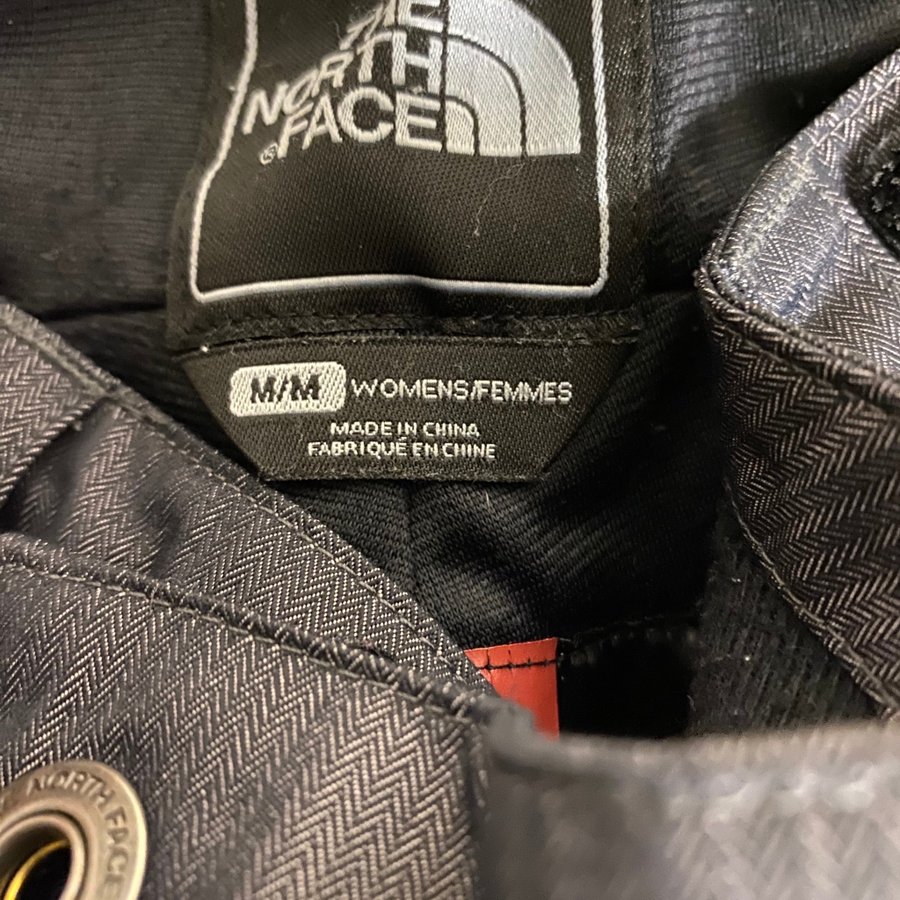 THE
NORTH
FACE®
M/M WOMENS/FEMMES
MADE IN CHINA
FABRIQUÉ EN CHINE
NORTH FACE